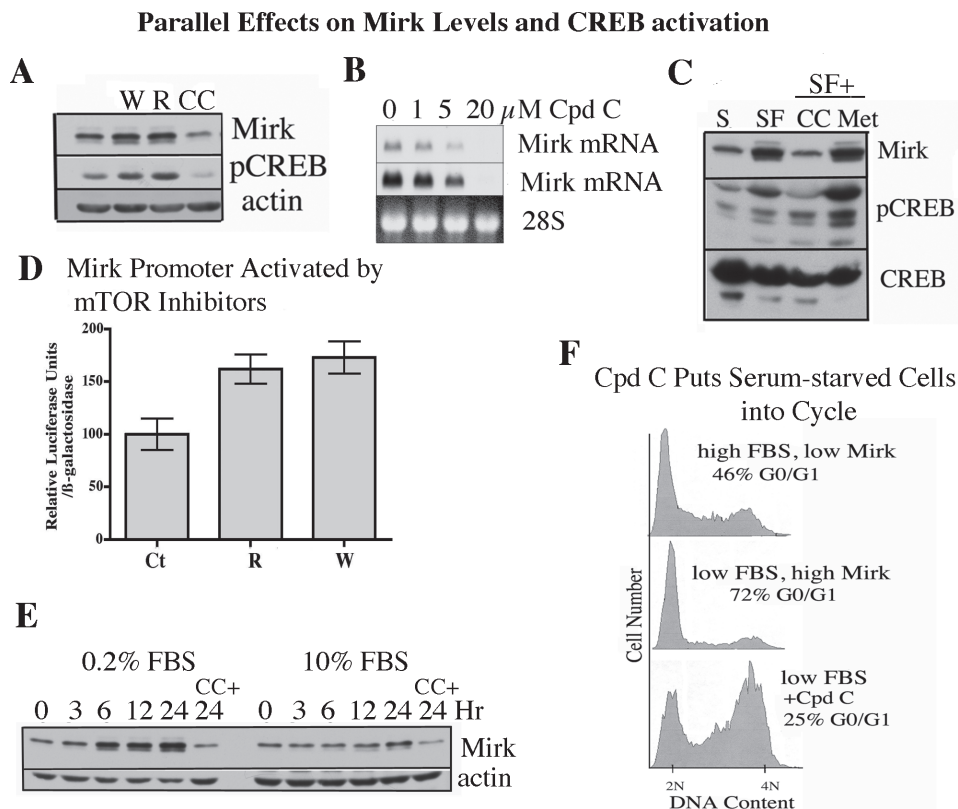 Parallel Effects on Mirk Levels and CREB activation
A
W R CC
Mirk
pCREB
actin
B
0 1 5 20 µM Cpd C
Mirk mRNA
Mirk mRNA
28S
C
SF+
S SF CC Met
Mirk
pCREB
CREB
D Mirk Promoter Activated by
mTOR Inhibitors
Relative Luciferase Units
/ß-galactosidase
200
150
100
50
0
Ct R W
E
0.2% FBS 10% FBS
CC+ CC+
0 3 6 12 24 24 0 3 6 12 24 24 Hr
Mirk
actin
F
Cpd C Puts Serum-starved Cells
into Cycle
high FBS, low Mirk
46% G0/G1
low FBS, high Mirk
72% G0/G1
low FBS
+Cpd C
25% G0/G1
Cell Number
2N 4N
DNA Content